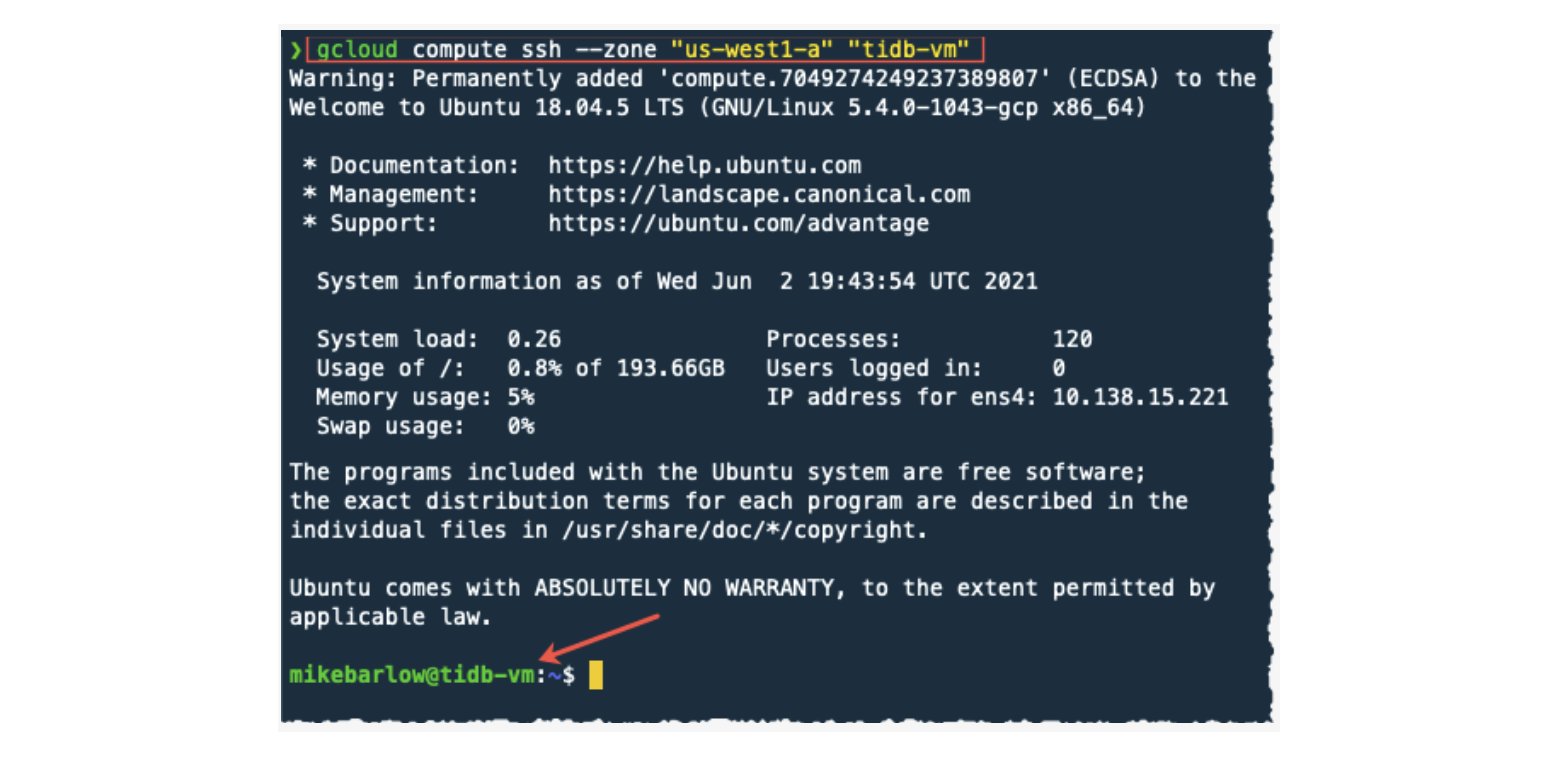 ❯ gcloud compute ssh --zone "us-west1-a" "tidb-vm"
Warning: Permanently added 'compute.7049274249237389807' (ECDSA) to the
Welcome to Ubuntu 18.04.5 LTS (GNU/Linux 5.4.0-1043-gcp x86_64)
* Documentation:  https://help.ubuntu.com
* Management:     https://landscape.canonical.com
* Support:        https://ubuntu.com/advantage
System information as of Wed Jun  2 19:43:54 UTC 2021
System load:  0.26               Processes:           120
Usage of /:   0.8% of 193.66GB   Users logged in:     0
Memory usage: 5%                 IP address for ens4: 10.138.15.221
Swap usage:   0%
The programs included with the Ubuntu system are free software;
the exact distribution terms for each program are described in the
individual files in /usr/share/doc/*/copyright.
Ubuntu comes with ABSOLUTELY NO WARRANTY, to the extent permitted by
applicable law.
mikebarlow@tidb-vm:~$